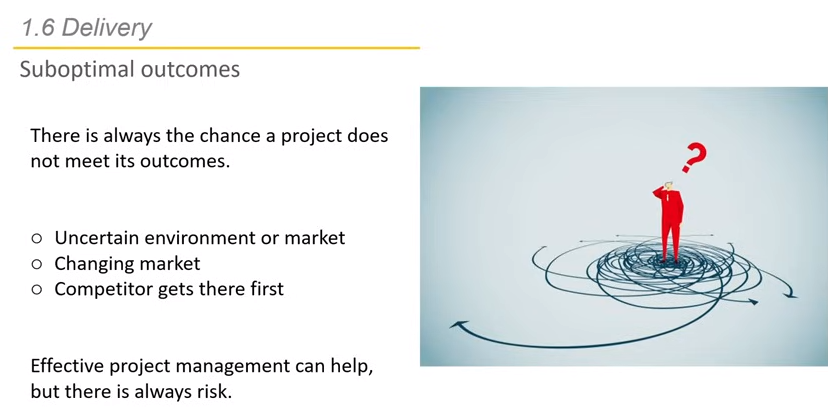 1.6 Delivery
Suboptimal outcomes
There is always the chance a project does
not meet its outcomes.
○ Uncertain environment or market
○ Changing market
○ Competitor gets there first
Effective project management can help,
but there is always risk.
?